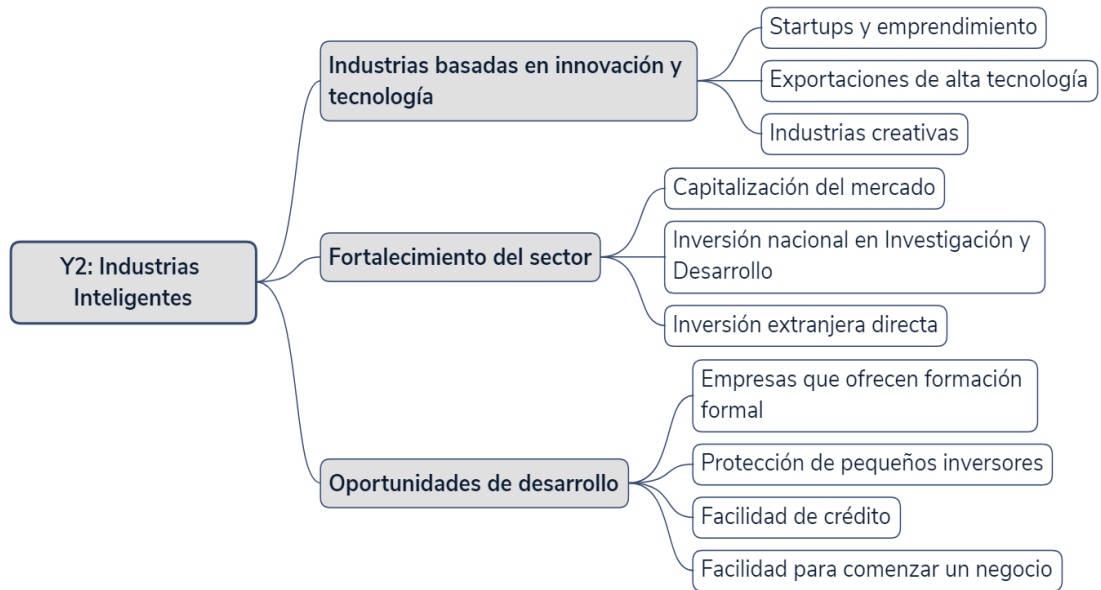 Y2: Industrias
Inteligentes
Industrias basadas en innovación y
tecnología
Startups y emprendimiento
Exportaciones de alta tecnología
Industrias creativas
Fortalecimiento del sector
Capitalización del mercado
Inversión nacional en Investigación y
Desarrollo
Inversión extranjera directa
Oportunidades de desarrollo
Empresas que ofrecen formación
formal
Protección de pequeños inversores
Facilidad de crédito
Facilidad para comenzar un negocio